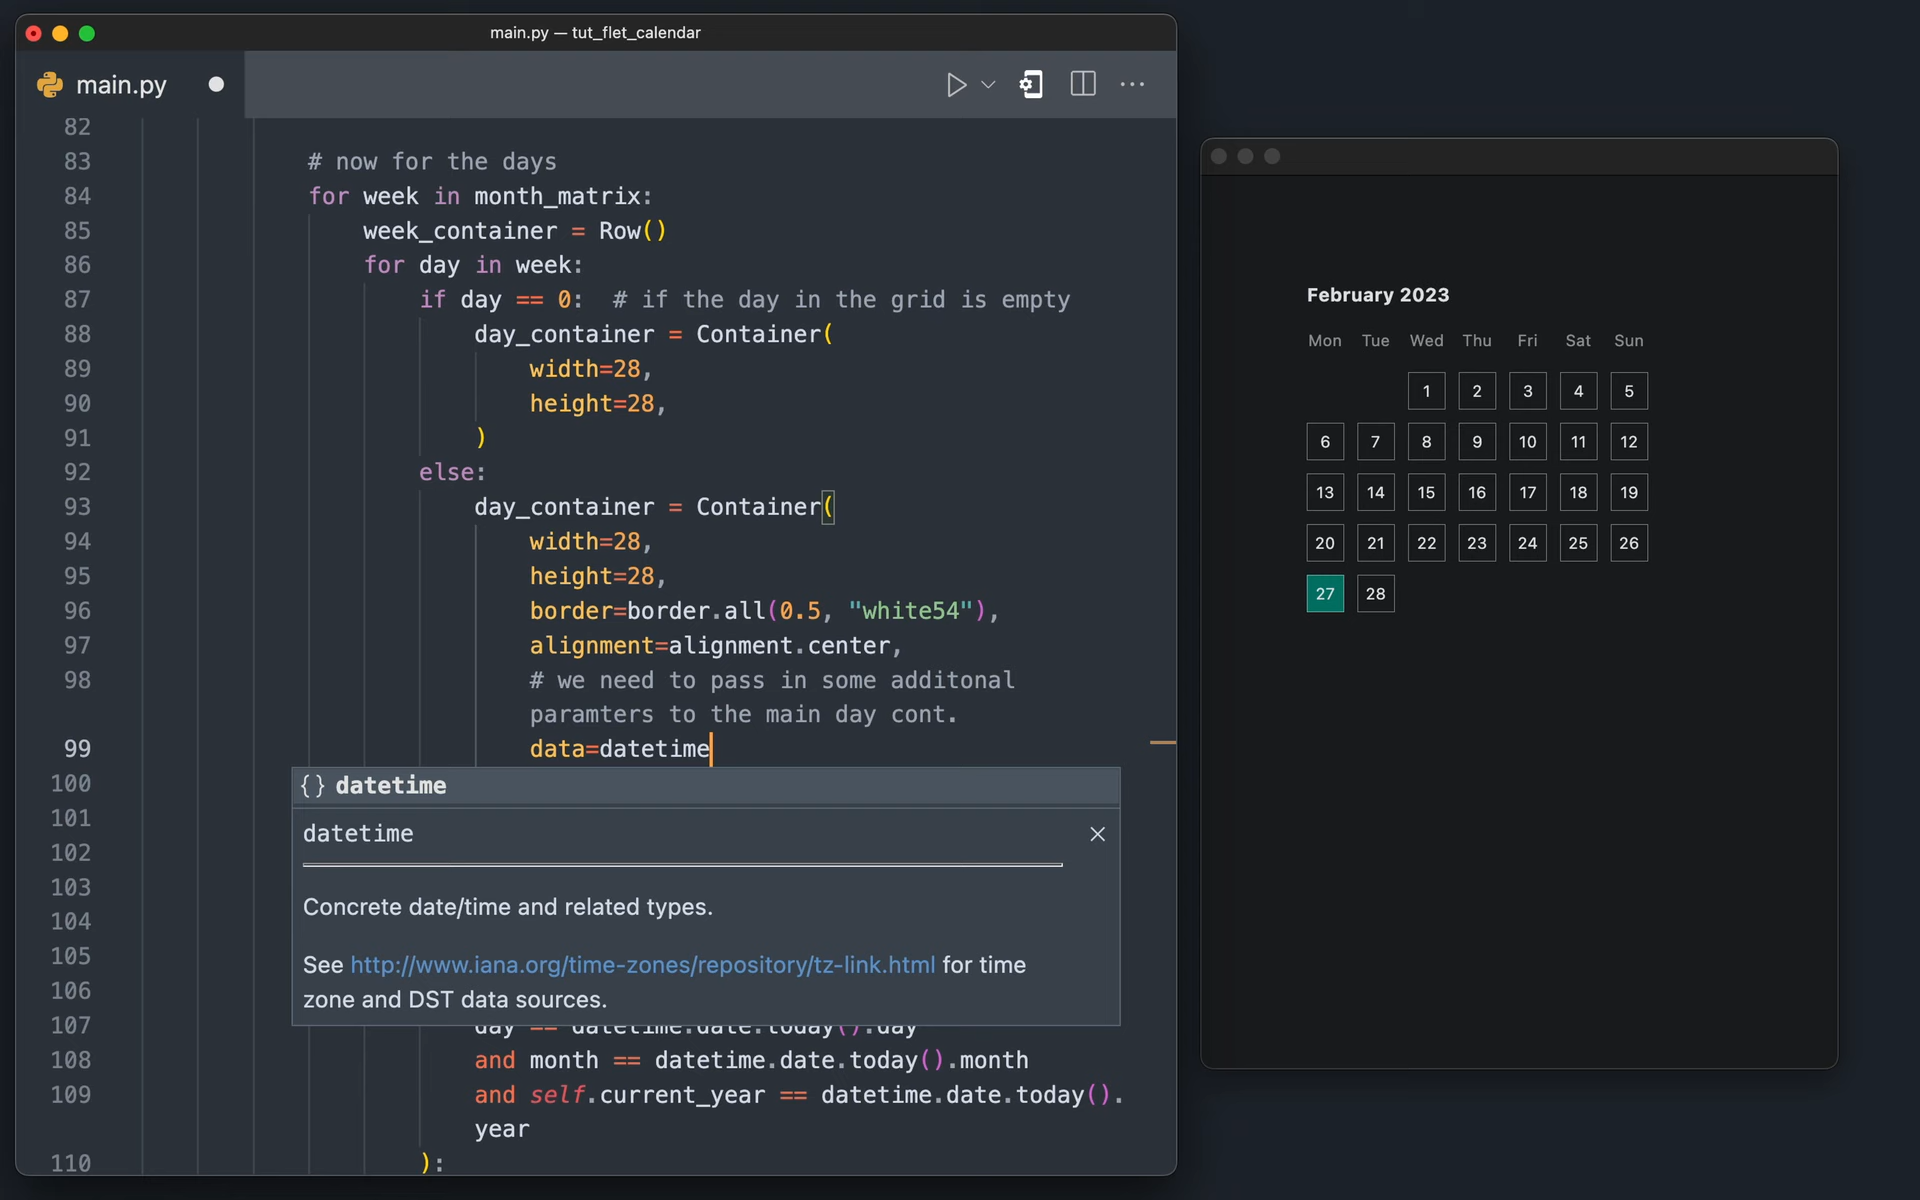 main.py — tut_flet_calendar
main.py
82
83 # now for the days
84 for week in month_matrix:
85 week_container = Row()
86 for day in week:
87 if day == 0:  # if the day in the grid is empty
88 day_container = Container(
89 width=28,
90 height=28,
91 )
92 else:
93 day_container = Container(
94 width=28,
95 height=28,
96 border=border.all(0.5, "white54"),
97 alignment=alignment.center,
98 # we need to pass in some additonal
paramters to the main day cont.
99 data=datetime
100 {} datetime
101
datetime
102
103
104
Concrete date/time and related types.
105
See http://www.iana.org/time-zones/repository/tz-link.html for time
106
zone and DST data sources.
107 day == datetime.date.today().day
108 and month == datetime.date.today().month
109 and self.current_year == datetime.date.today().
year
110 ):
February 2023
Mon Tue Wed Thu Fri Sat Sun
1 2 3 4 5
6 7 8 9 10 11 12
13 14 15 16 17 18 19
20 21 22 23 24 25 26
27 28